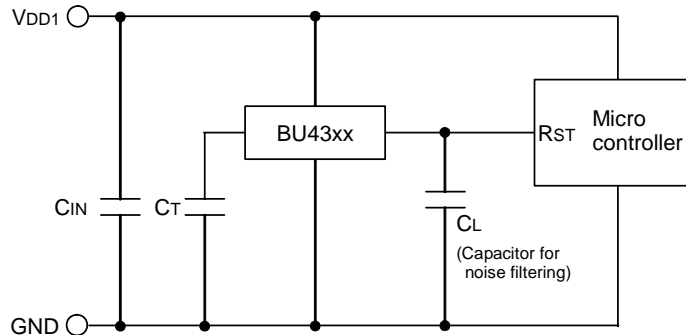 VDD1
BU43xx
RST
Micro
controller
CIN
CT
CL
(Capacitor for
noise filtering)
GND